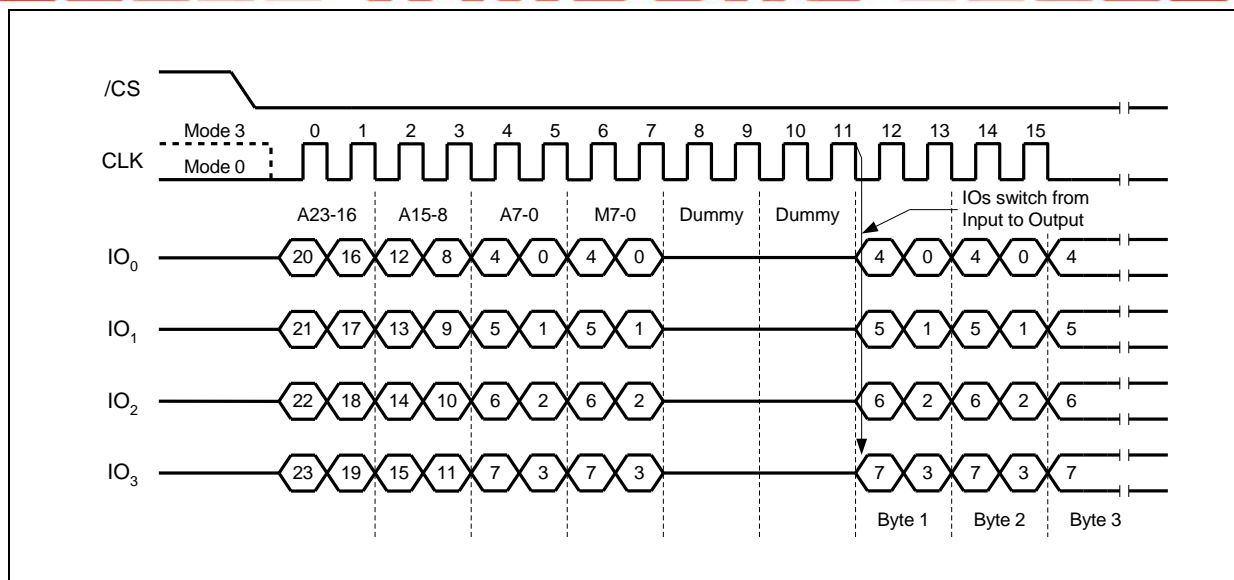 /CS
Mode 3 0 1 2 3 4 5 6 7 8 9 10 11 12 13 14 15
CLK
Mode 0
IOs switch from
Input to Output
A23-16 A15-8 A7-0 M7-0 Dummy Dummy
IO0 20 16 12 8 4 0 4 0 4 0 4 0 4
IO1 21 17 13 9 5 1 5 1 5 1 5 1 5
IO2 22 18 14 10 6 2 6 2 6 2 6 2 6
IO3 23 19 15 11 7 3 7 3 7 3 7 3 7
Byte 1 Byte 2 Byte 3